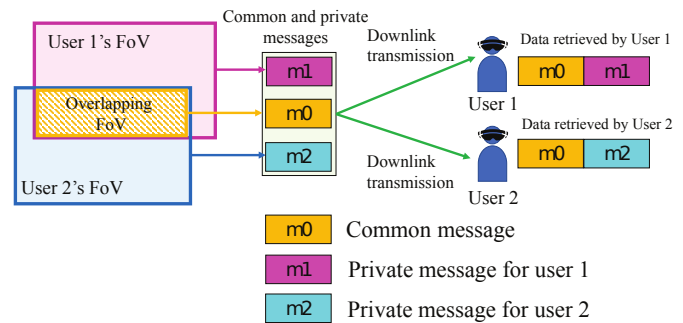 User 1's FoV
Overlapping
FoV
User 2's FoV
Common and private
messages
m1
m0
m2
Downlink
transmission
Downlink
transmission
User 1
Data retrieved by User 1
m0 m1
User 2
Data retrieved by User 2
m0 m2
m0 Common message
m1 Private message for user 1
m2 Private message for user 2